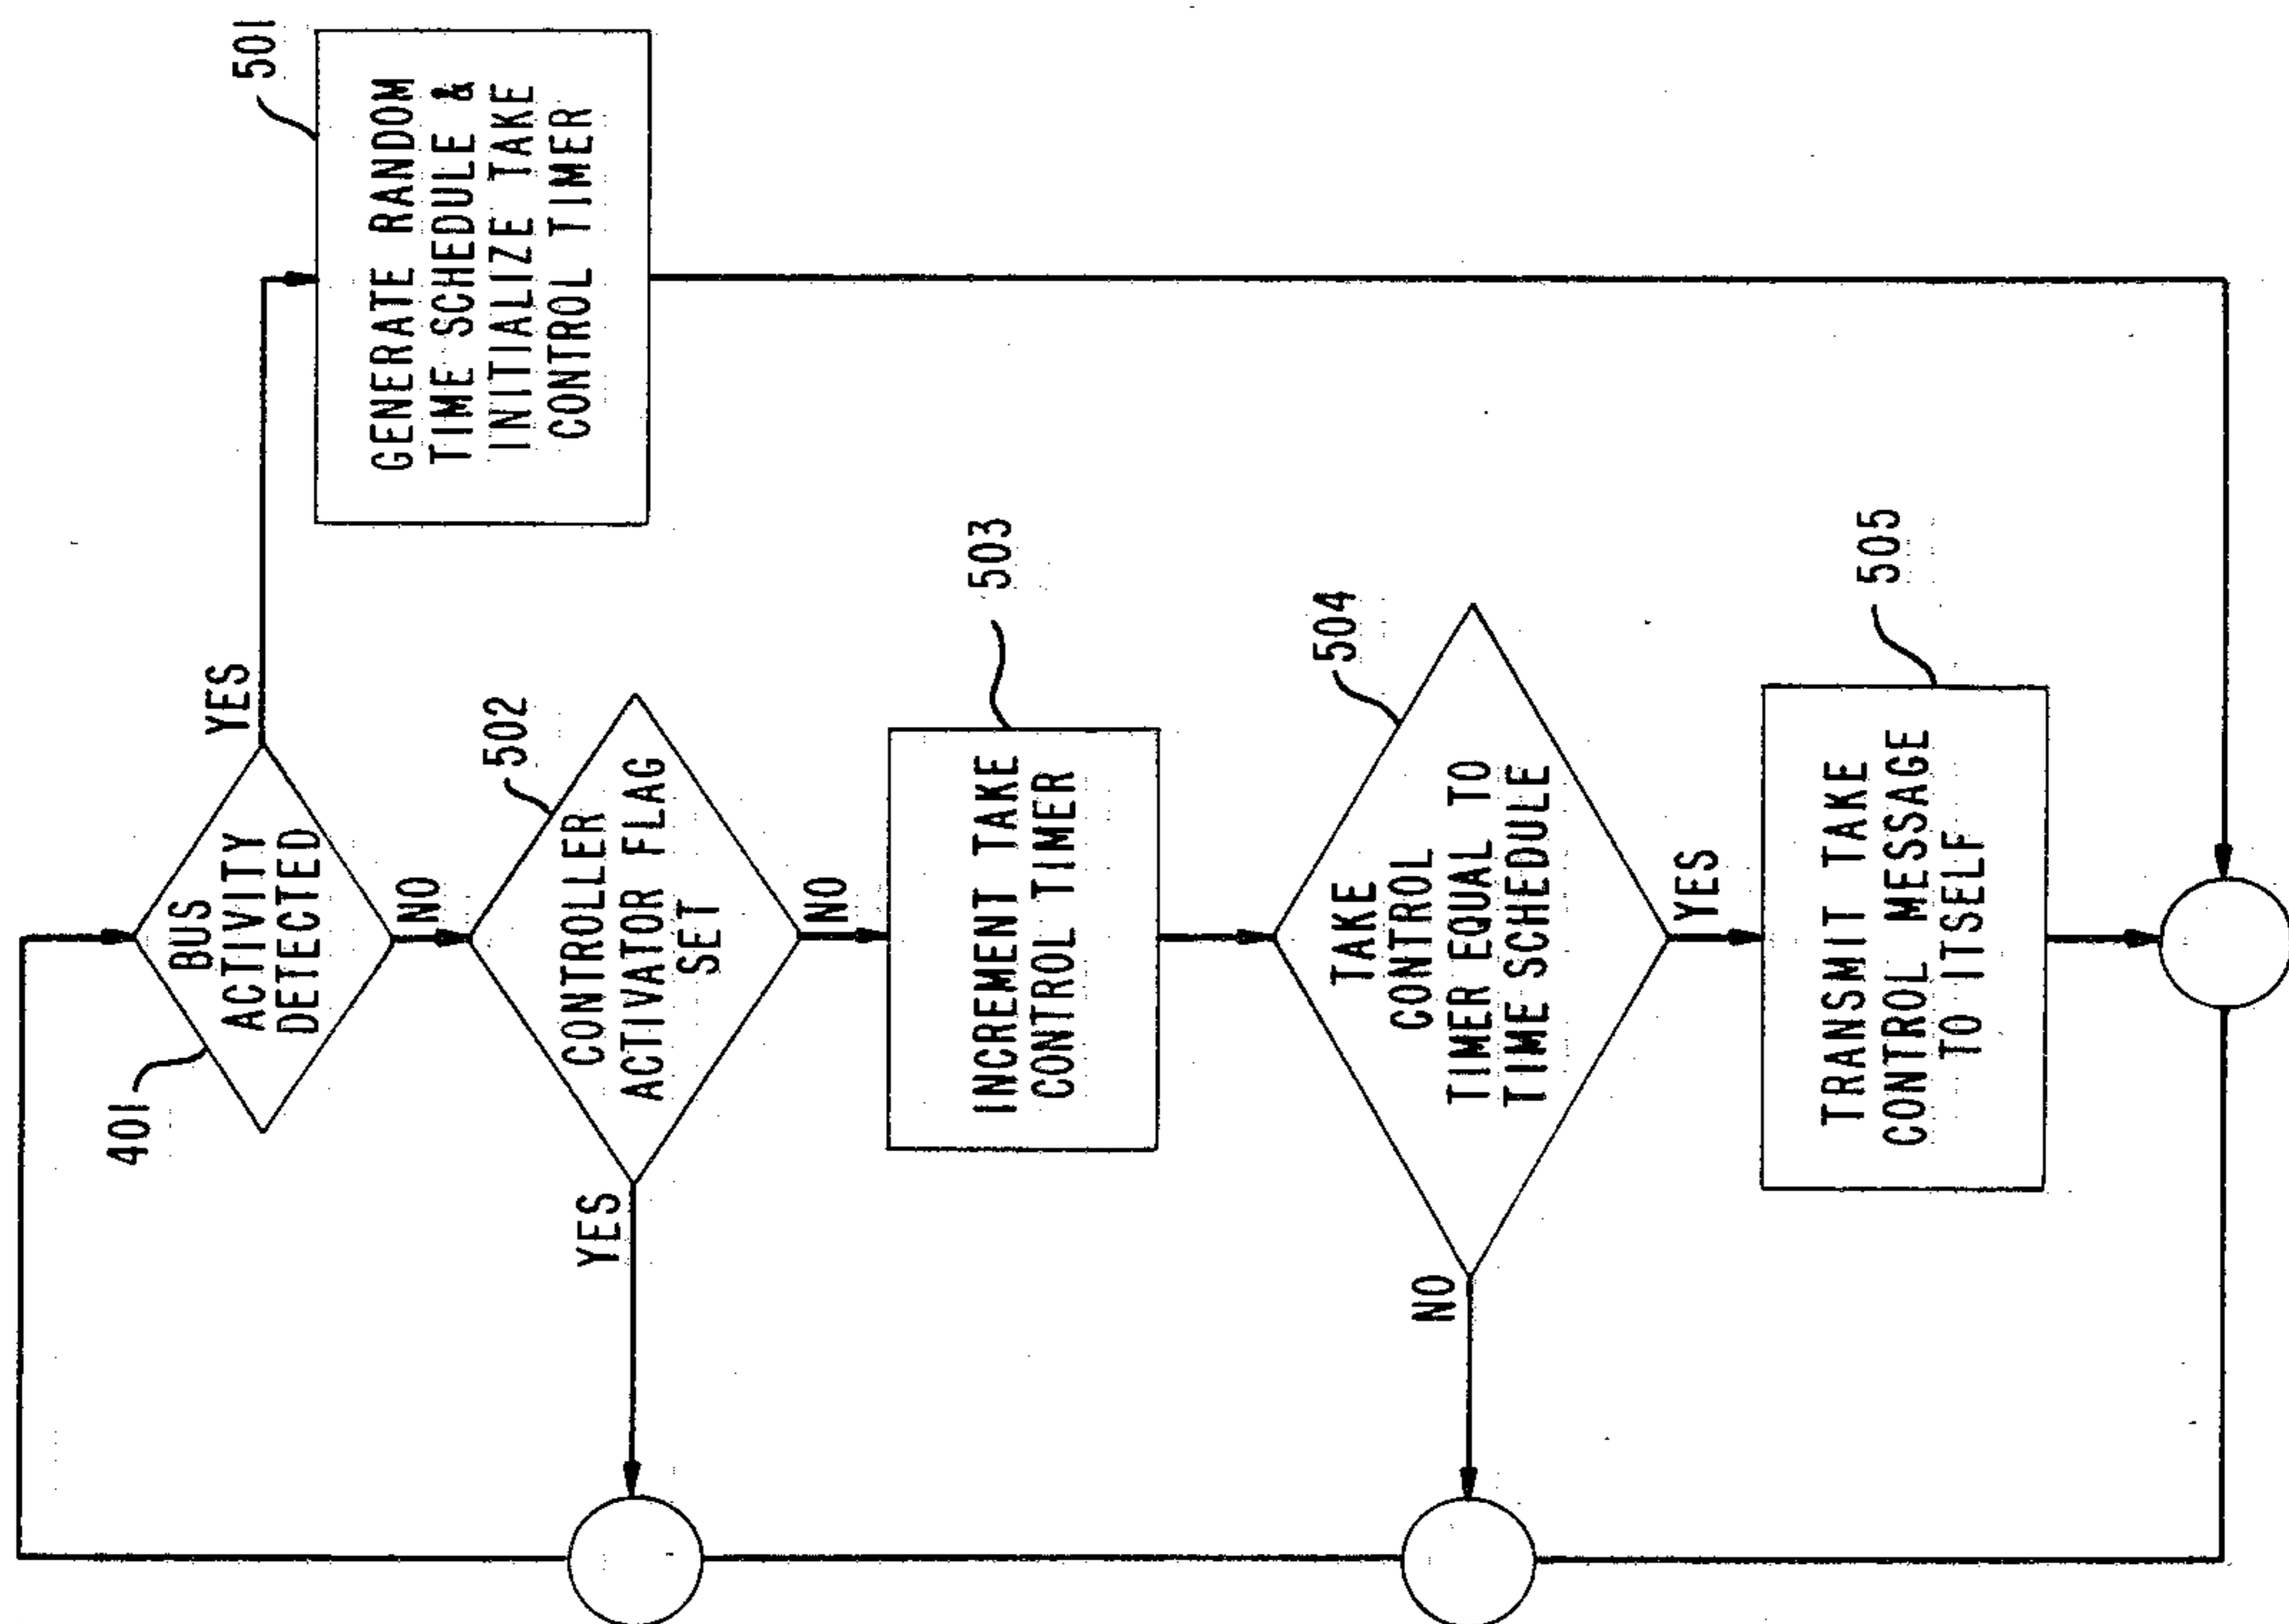 401
BUS
ACTIVITY
DETECTED
YES
NO
501
GENERATE RANDOM
TIME SCHEDULE &
INITIALIZE TAKE
CONTROL TIMER
502
CONTROLLER
ACTIVATOR FLAG
SET
YES
NO
503
INCREMENT TAKE
CONTROL TIMER
504
TAKE
CONTROL
TIMER EQUAL TO
TIME SCHEDULE
NO
YES
505
TRANSMIT TAKE
CONTROL MESSAGE
TO ITSELF